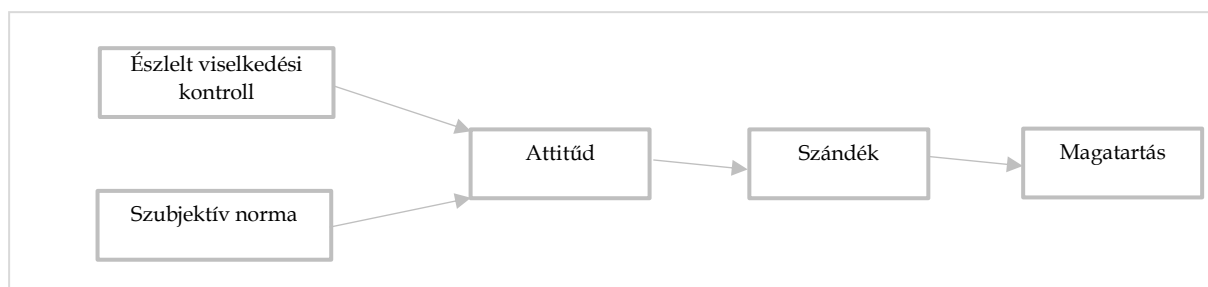 Észlelt viselkedési
kontroll
Szubjektív norma
Attitűd
Szándék
Magatartás